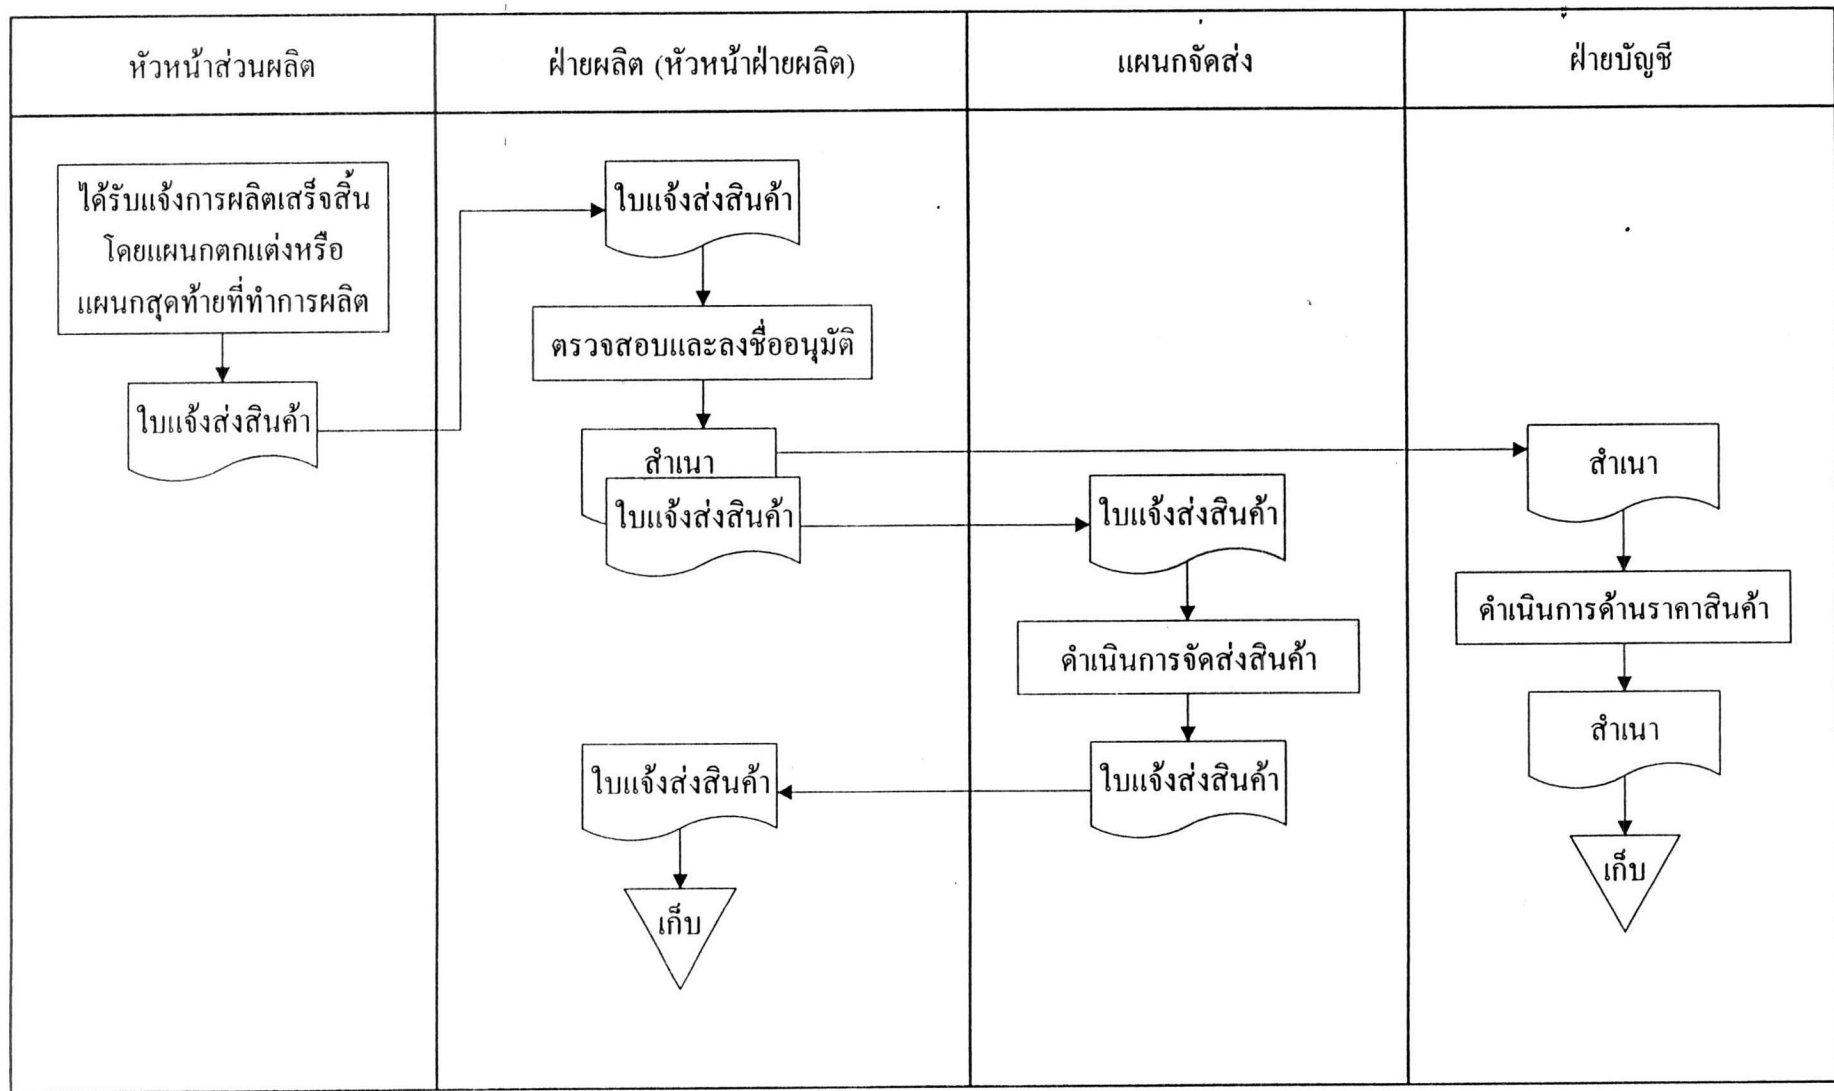 หัวหน้าส่วนผลิต
ฝ่ายผลิต (หัวหน้าฝ่ายผลิต)
แผนกจัดส่ง
ฝ่ายบัญชี
ได้รับแจ้งการผลิตเสร็จสิ้น
โดยแผนกตกแต่งหรือ
แผนกสุดท้ายที่ทำการผลิต
ใบแจ้งส่งสินค้า
ใบแจ้งส่งสินค้า
ตรวจสอบและลงชื่ออนุมัติ
สำเนา
ใบแจ้งส่งสินค้า
ใบแจ้งส่งสินค้า
เก็บ
ใบแจ้งส่งสินค้า
ดำเนินการจัดส่งสินค้า
ใบแจ้งส่งสินค้า
สำเนา
ดำเนินการด้านราคาสินค้า
สำเนา
เก็บ